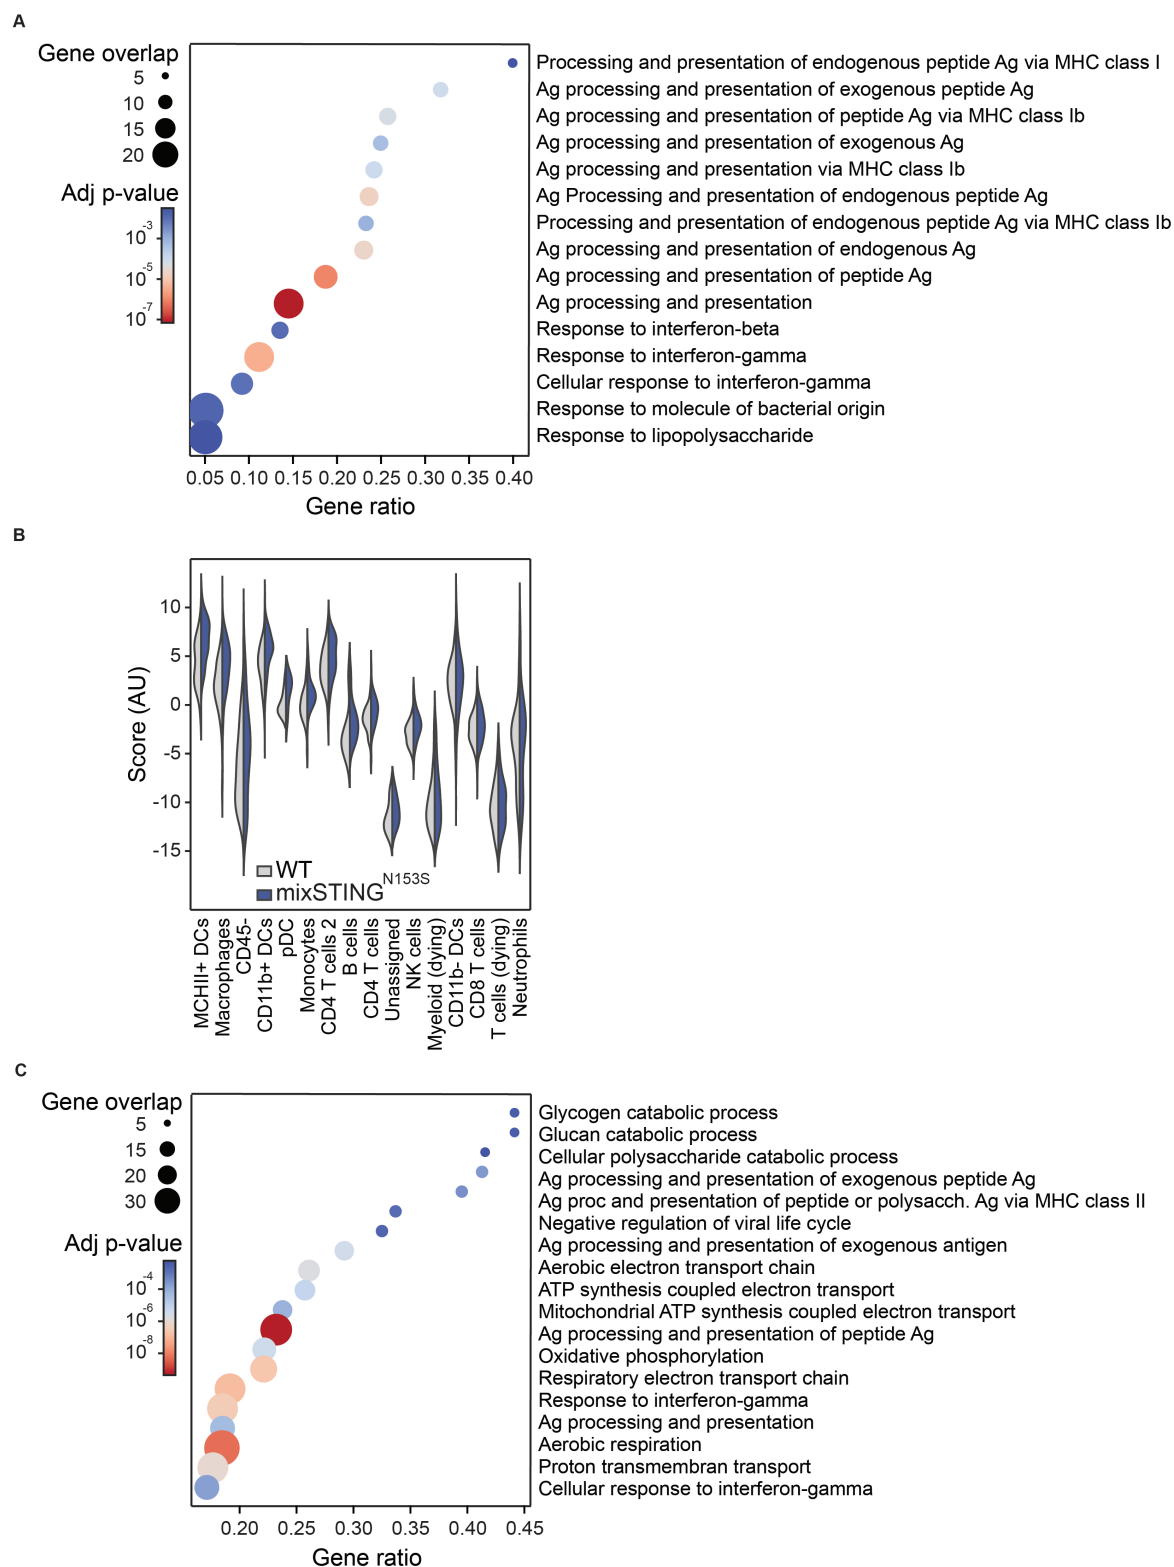 A
Gene overlap
5
10
15
20
Adj p-value
10-3
10-5
10-7
Processing and presentation of endogenous peptide Ag via MHC class I
Ag processing and presentation of exogenous peptide Ag
Ag processing and presentation of peptide Ag via MHC class Ib
Ag processing and presentation of exogenous Ag
Ag processing and presentation via MHC class Ib
Ag Processing and presentation of endogenous peptide Ag
Processing and presentation of endogenous peptide Ag via MHC class Ib
Ag processing and presentation of endogenous Ag
Ag processing and presentation of peptide Ag
Ag processing and presentation
Response to interferon-beta
Response to interferon-gamma
Cellular response to interferon-gamma
Response to molecule of bacterial origin
Response to lipopolysaccharide
0.05 0.10 0.15 0.20 0.25 0.30 0.35 0.40
Gene ratio
B
Score (AU)
10
5
0
-5
-10
-15
WT
mixSTING N153S
MCHII+ DCs
Macrophages
CD45-
CD11b+ DCs
pDC
Monocytes
CD4 T cells 2
B cells
CD4 T cells
Unassigned
NK cells
Myeloid (dying)
CD11b- DCs
CD8 T cells
T cells (dying)
Neutrophils
C
Gene overlap
5
15
20
30
Adj p-value
10-4
10-6
10-8
Glycogen catabolic process
Glucan catabolic process
Cellular polysaccharide catabolic process
Ag processing and presentation of exogenous peptide Ag
Ag proc and presentation of peptide or polysacch. Ag via MHC class II
Negative regulation of viral life cycle
Ag processing and presentation of exogenous antigen
Aerobic electron transport chain
ATP synthesis coupled electron transport
Mitochondrial ATP synthesis coupled electron transport
Ag processing and presentation of peptide Ag
Oxidative phosphorylation
Respiratory electron transport chain
Response to interferon-gamma
Ag processing and presentation
Aerobic respiration
Proton transmembran transport
Cellular response to interferon-gamma
0.20 0.25 0.30 0.35 0.40 0.45
Gene ratio